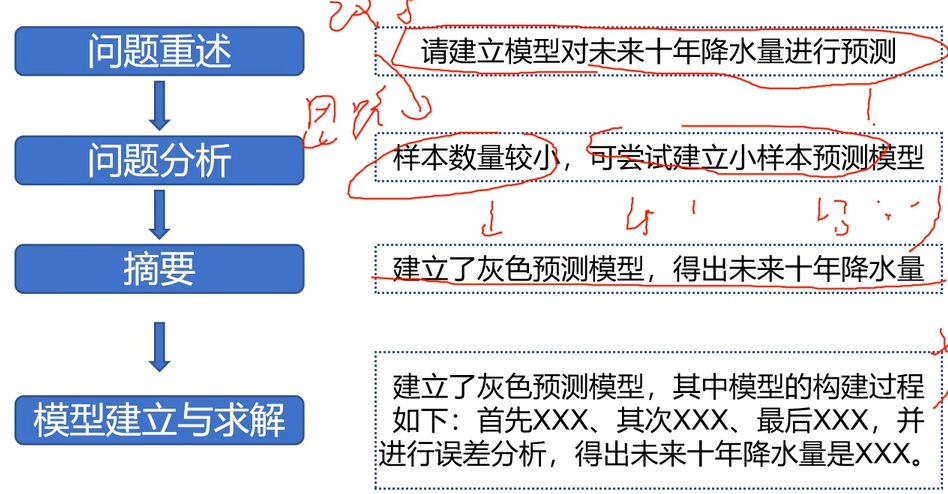 问题重述
请建立模型对未来十年降水量进行预测
思路
问题分析
样本数量较小，可尝试建立小样本预测模型
摘要
建立了灰色预测模型，得出未来十年降水量
模型建立与求解
建立了灰色预测模型，其中模型的构建过程
如下：首先XXX、其次XXX、最后XXX，并
进行误差分析，得出未来十年降水量是XXX。